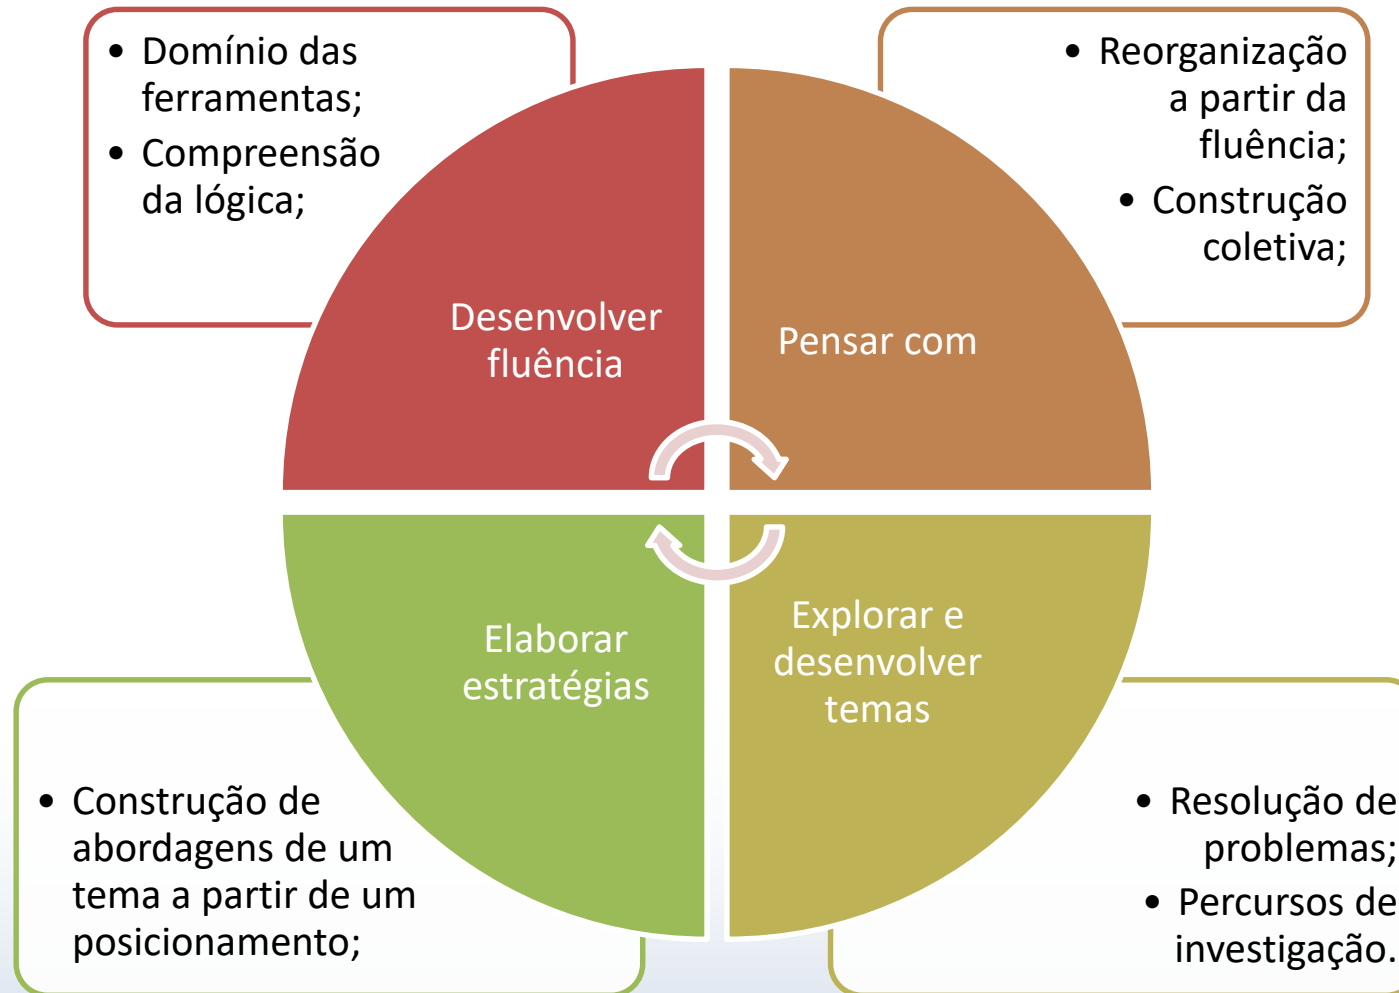 • Domínio das
ferramentas;
• Compreensão
da lógica;
• Reorganização
a partir da
fluência;
• Construção
coletiva;
Desenvolver
fluência
Pensar com
Elaborar
estratégias
Explorar e
desenvolver
temas
• Construção de
abordagens de um
tema a partir de um
posicionamento;
• Resolução de
problemas;
• Percursos de
investigação.